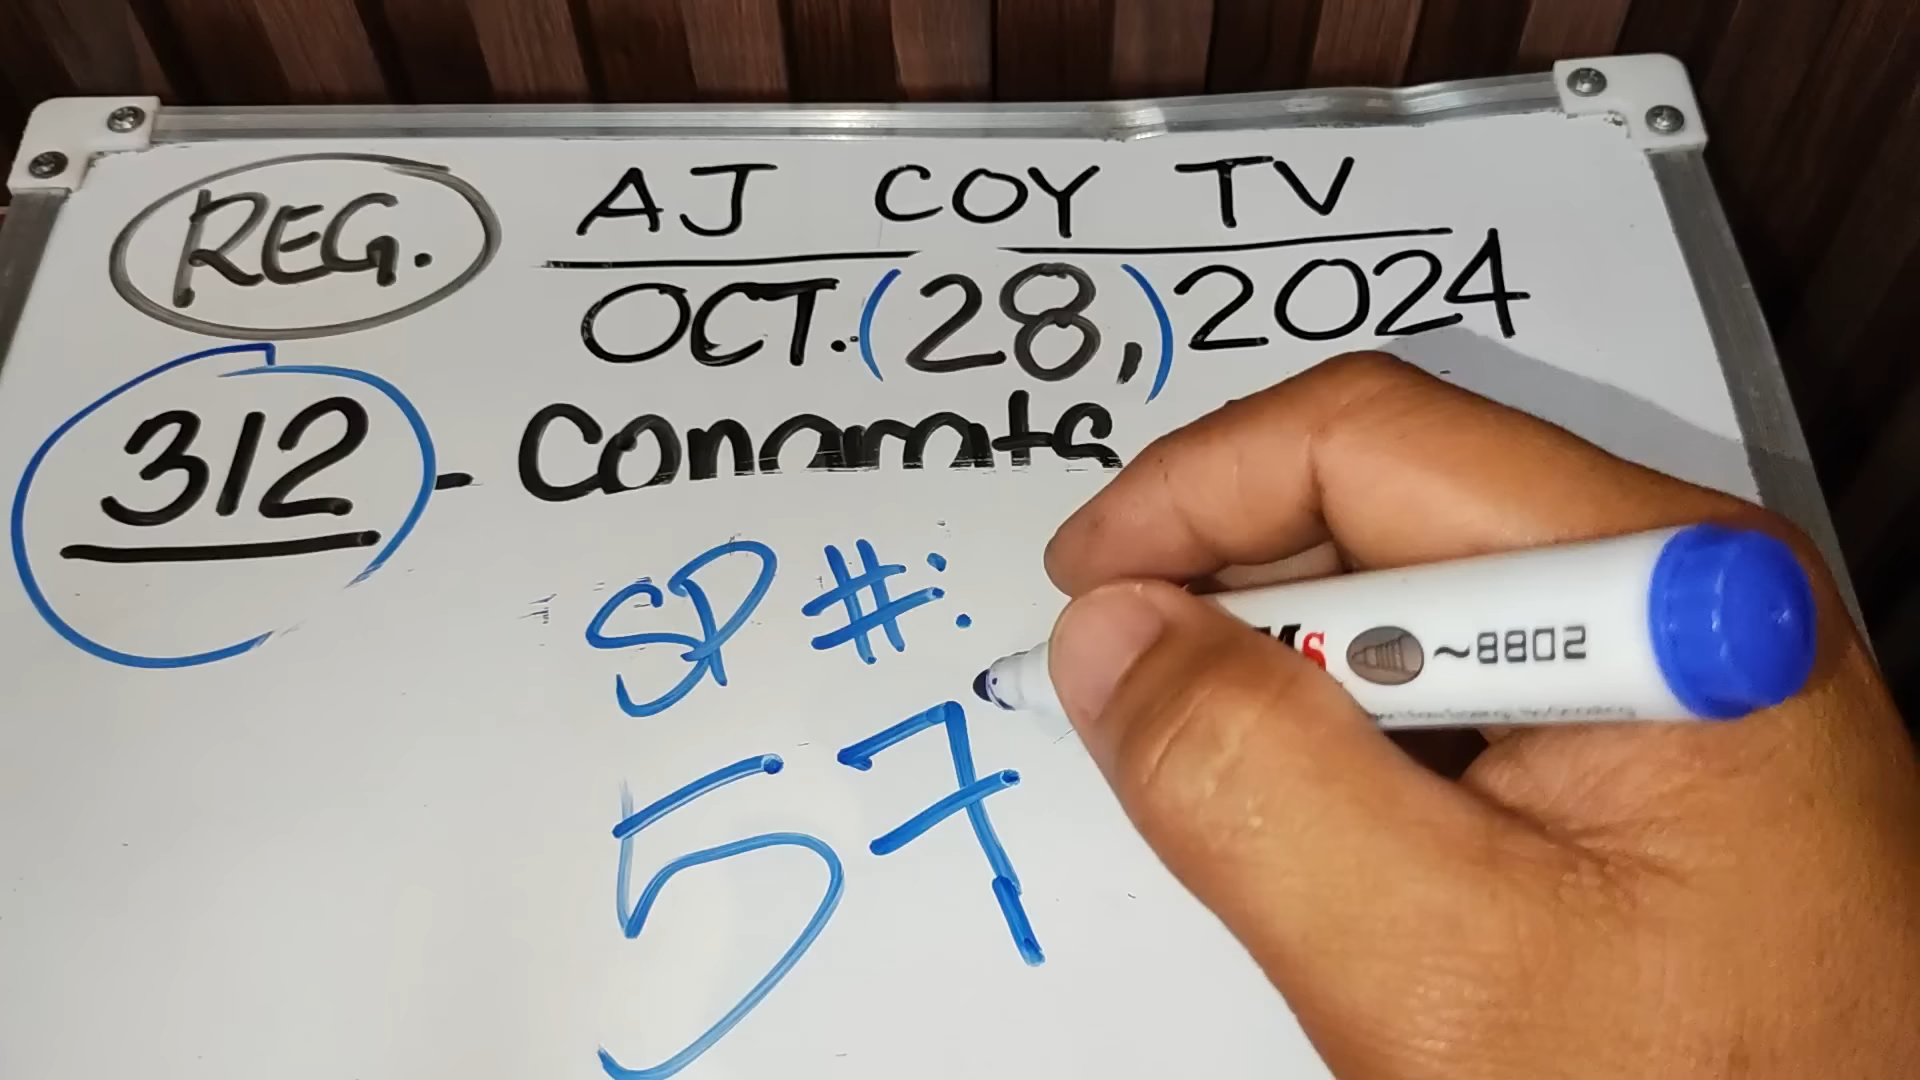 REG.
AJ COY TV
OCT. (28,) 2024
312 - Congrats
SP #:
57
~8802